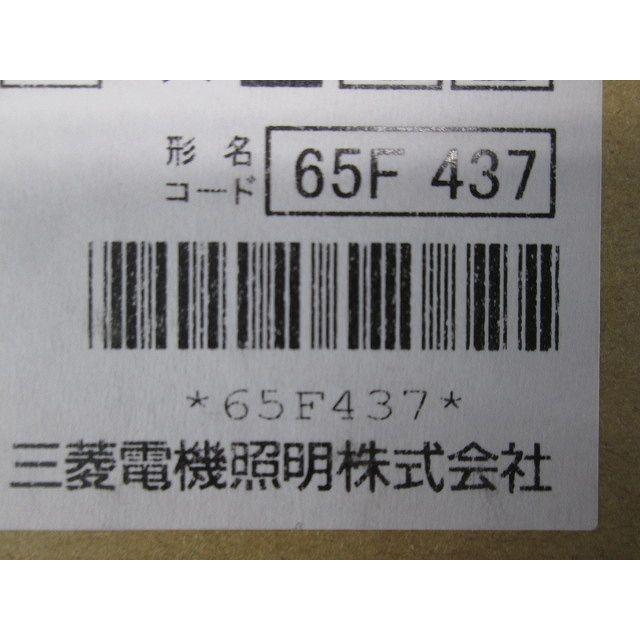 形名
コード
65F 437
*65F437*
三菱電機照明株式会社